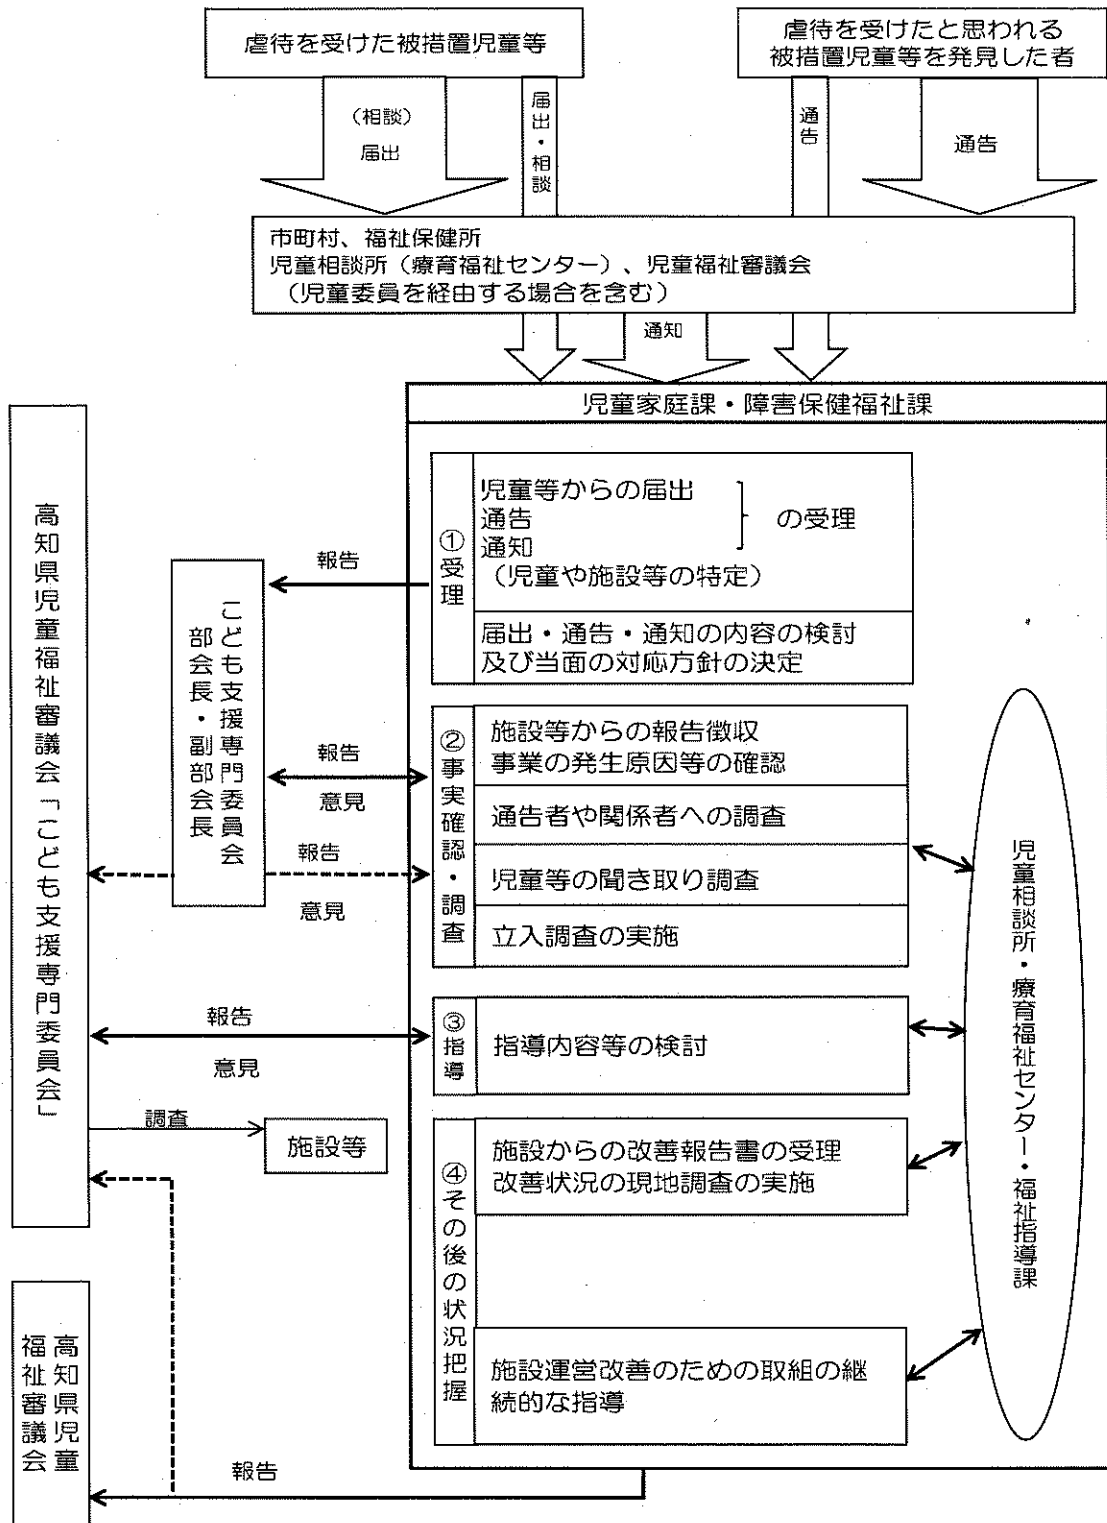 虐待を受けた被措置児童等
虐待を受けたと思われる
被措置児童等を発見した者
(相談)
届出
届出・相談
通告
通告
市町村、福祉保健所
児童相談所（療育福祉センター）、児童福祉審議会
（児童委員を経由する場合を含む）
通知
児童家庭課・障害保健福祉課
高知県児童福祉審議会「こども支援専門委員会」
こども支援専門委員会
部会長・副部会長
報告
①受理
児童等からの届出
通告
通知
の受理
（児童や施設等の特定）
届出・通告・通知の内容の検討
及び当面の対応方針の決定
報告
意見
報告
意見
②事実確認・調査
施設等からの報告徴収
事業の発生原因等の確認
通告者や関係者への調査
児童等の聞き取り調査
立入調査の実施
児童相談所・療育福祉センター・福祉指導課
報告
意見
③指導
指導内容等の検討
調査
施設等
④その後の状況把握
施設からの改善報告書の受理
改善状況の現地調査の実施
施設運営改善のための取組の継
続的な指導
高知県児童
福祉審議会
報告